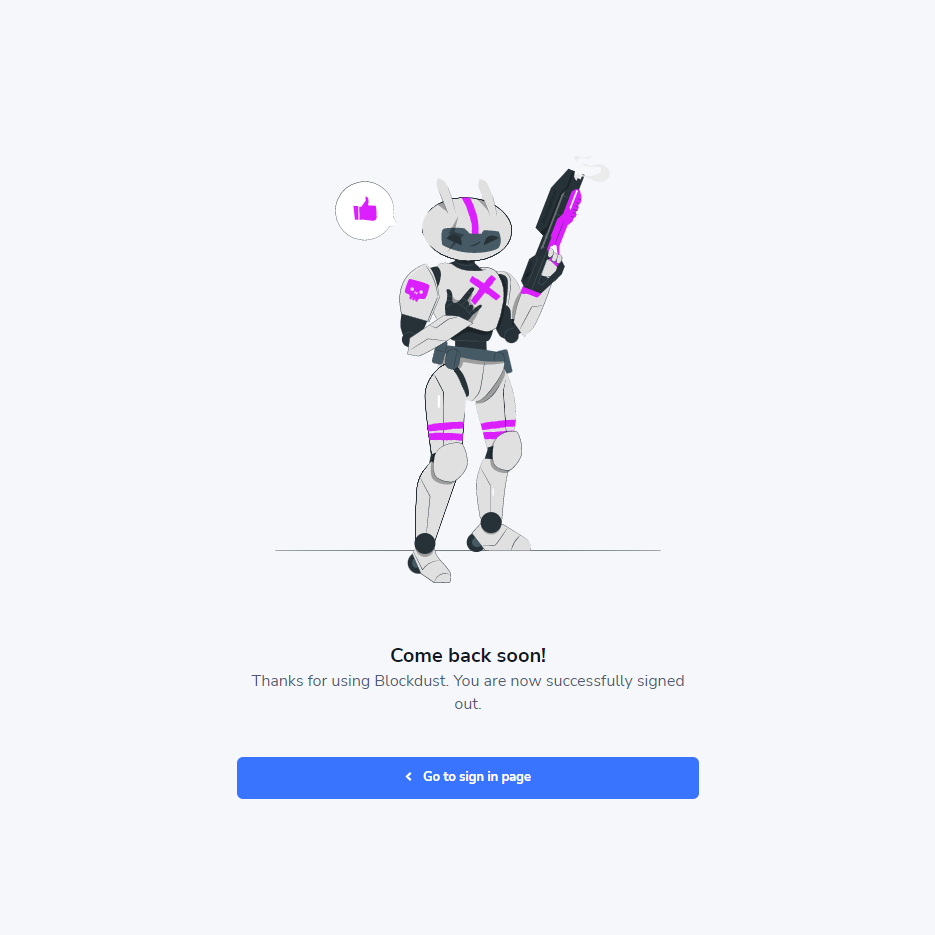 Come back soon!
Thanks for using Blockdust. You are now successfully signed
out.
Go to sign in page